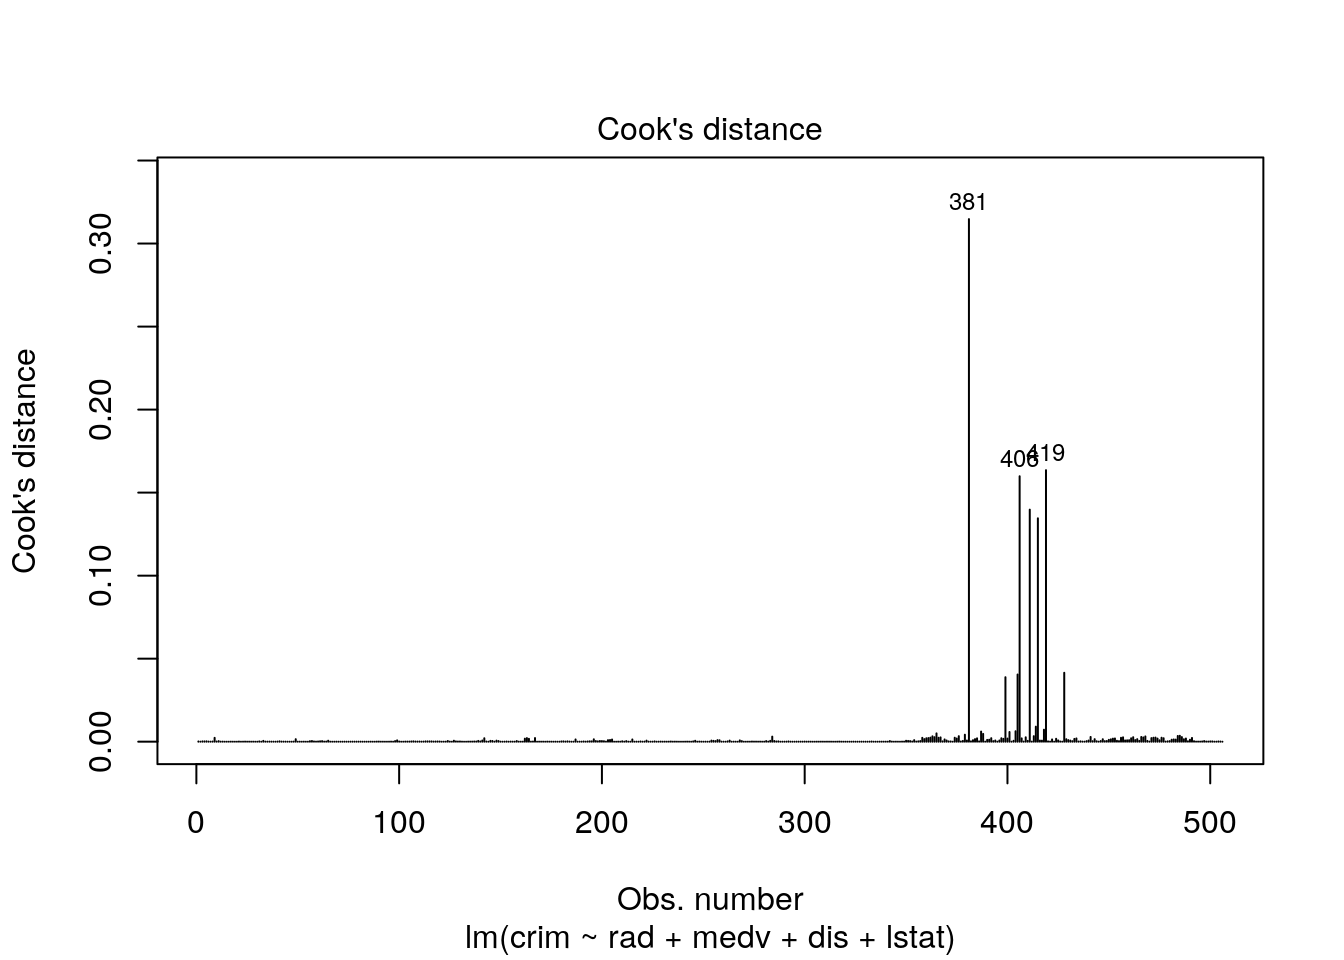 Cook's distance
Cook's distance
0.30
0.20
0.10
0.00
381
406
419
0 100 200 300 400 500
Obs. number
lm(crim ~ rad + medv + dis + lstat)